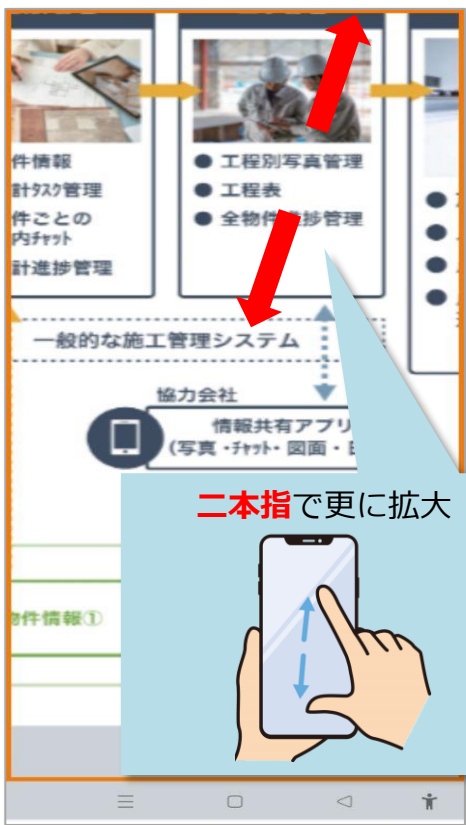 件情報
計ﾀｽｸ管理
件ごとの
内ﾁｬｯﾄ
計進捗管理
● 工程別写真管理
● 工程表
● 全物件進捗管理
一般的な施工管理システム
協力会社
情報共有アプリ
(写真・ﾁｬｯﾄ・図面・
二本指で更に拡大
物件情報①